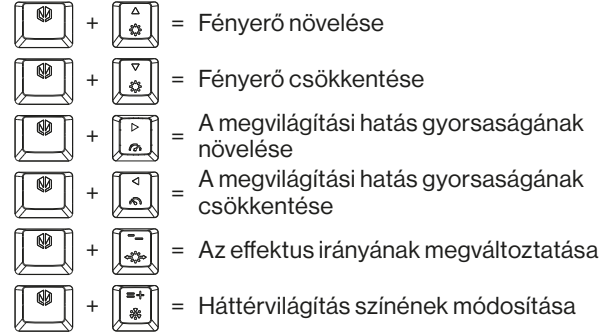 + = Fényerő növelése
+ = Fényerő csökkentése
+ = A megvilágítási hatás gyorsaságának
növelése
+ = A megvilágítási hatás gyorsaságának
csökkentése
+ = Az effektus irányának megváltoztatása
+ = Háttérvilágítás színének módosítása